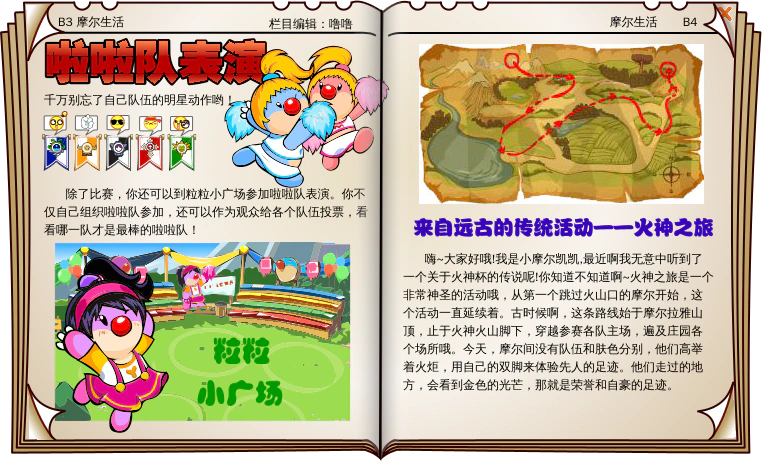 B3 摩尔生活
栏目编辑：噜噜
啦啦队表演
千万别忘了自己队伍的明星动作哟！
除了比赛，你还可以到粒粒小广场参加啦啦队表演。你不
仅自己组织啦啦队参加，还可以作为观众给各个队伍投票，看
看哪一队才是最棒的啦啦队！
粒粒
小广场
摩尔生活 B4
来自远古的传统活动——火神之旅
嗨~大家好哦!我是小摩尔凯凯,最近啊我无意中听到了
一个关于火神杯的传说呢!你知道不知道啊~火神之旅是一个
非常神圣的活动哦，从第一个跳过火山口的摩尔开始，这
个活动一直延续着。古时候啊，这条路线始于摩尔拉雅山
顶，止于火神火山脚下，穿越参赛各队主场，遍及庄园各
个场所哦。今天，摩尔间没有队伍和肤色分别，他们高举
着火炬，用自己的双脚来体验先人的足迹。他们走过的地
方，会看到金色的光芒，那就是荣誉和自豪的足迹。